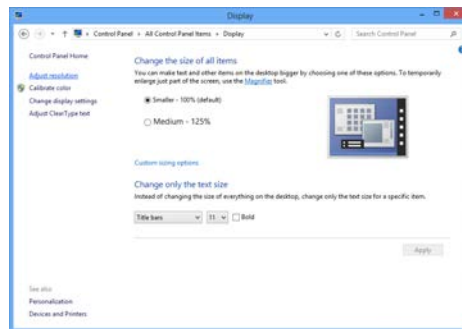 Display
Control Panel ▸ All Control Panel Items ▸ Display
Search Control Panel
Control Panel Home
Adjust resolution
Calibrate color
Change display settings
Adjust ClearType text
Change the size of all items
You can make text and other items on the desktop bigger by choosing one of these options. To temporarily
enlarge just part of the screen, use the Magnifier tool.
Smaller - 100% (default)
Medium - 125%
Custom sizing options
Change only the text size
Instead of changing the size of everything on the desktop, change only the text size for a specific item.
Title bars 11 Bold
Apply
See also
Personalization
Devices and Printers